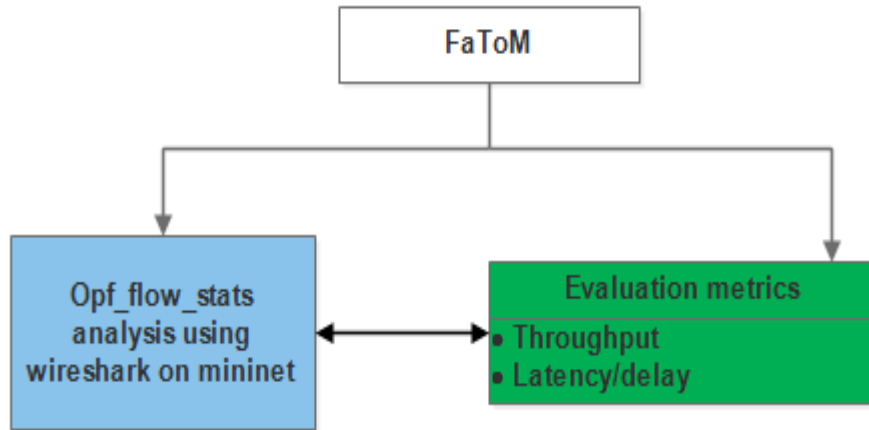 FaToM
Opf_flow_stats
analysis using
wireshark on mininet
Evaluation metrics
• Throughput
• Latency/delay